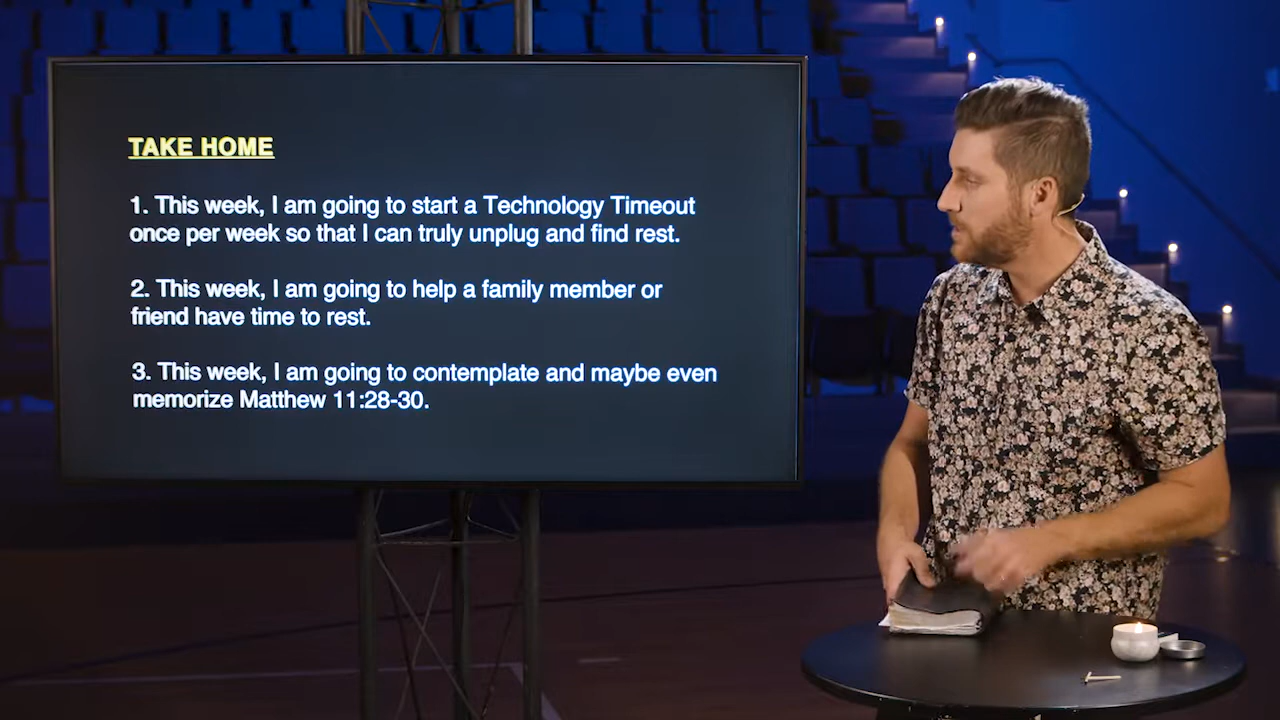 TAKE HOME
1. This week, I am going to start a Technology Timeout
once per week so that I can truly unplug and find rest.
2. This week, I am going to help a family member or
friend have time to rest.
3. This week, I am going to contemplate and maybe even
memorize Matthew 11:28-30.